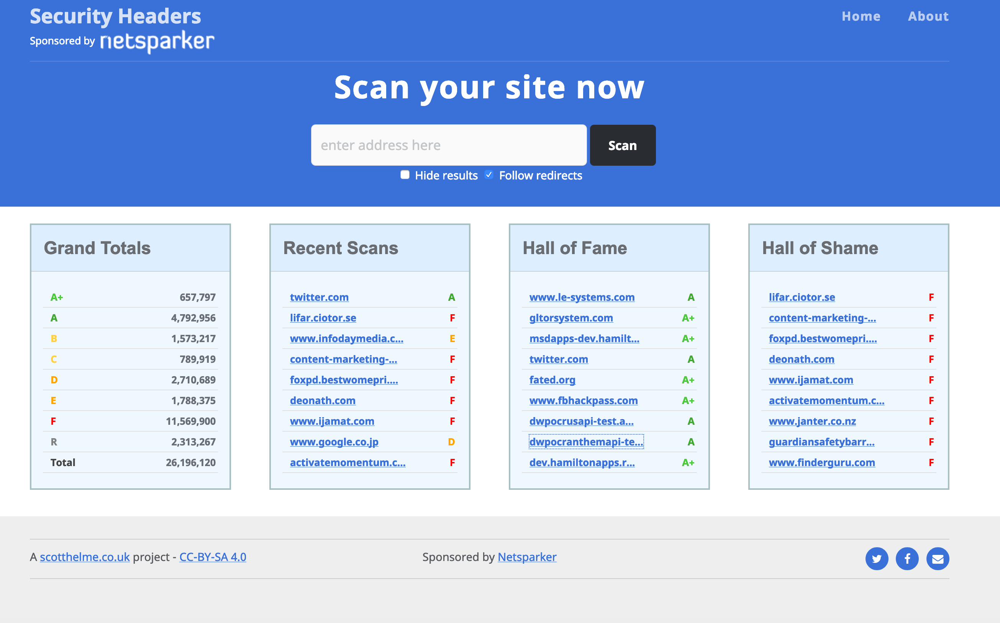 Security Headers
Home About
Sponsored by netsparker
Scan your site now
enter address here
Scan
Hide results Follow redirects
Grand Totals
A+ 657,797
A 4,792,956
B 1,573,217
C 789,919
D 2,710,689
E 1,788,375
F 11,569,900
R 2,313,267
Total 26,196,120
Recent Scans
twitter.com A
lifar.ciotor.se F
www.infodaymedia.c... E
content-marketing-... F
foxpd.bestwomepri.... F
deonath.com F
www.ijamat.com F
www.google.co.jp D
activatemomentum.c... F
Hall of Fame
www.le-systems.com A
gltorsystem.com A+
msdapps-dev.hamilt... A+
twitter.com A
fated.org A+
www.fbhackpass.com A+
dwpocrusapi-test.a... A
dwpocranthemapi-te... A
dev.hamiltonapps.r... A+
Hall of Shame
lifar.ciotor.se F
content-marketing-... F
foxpd.bestwomepri.... F
deonath.com F
www.ijamat.com F
activatemomentum.c... F
www.janter.co.nz F
guardiansafetybarr... F
www.finderguru.com F
A scotthelme.co.uk project - CC-BY-SA 4.0
Sponsored by Netsparker